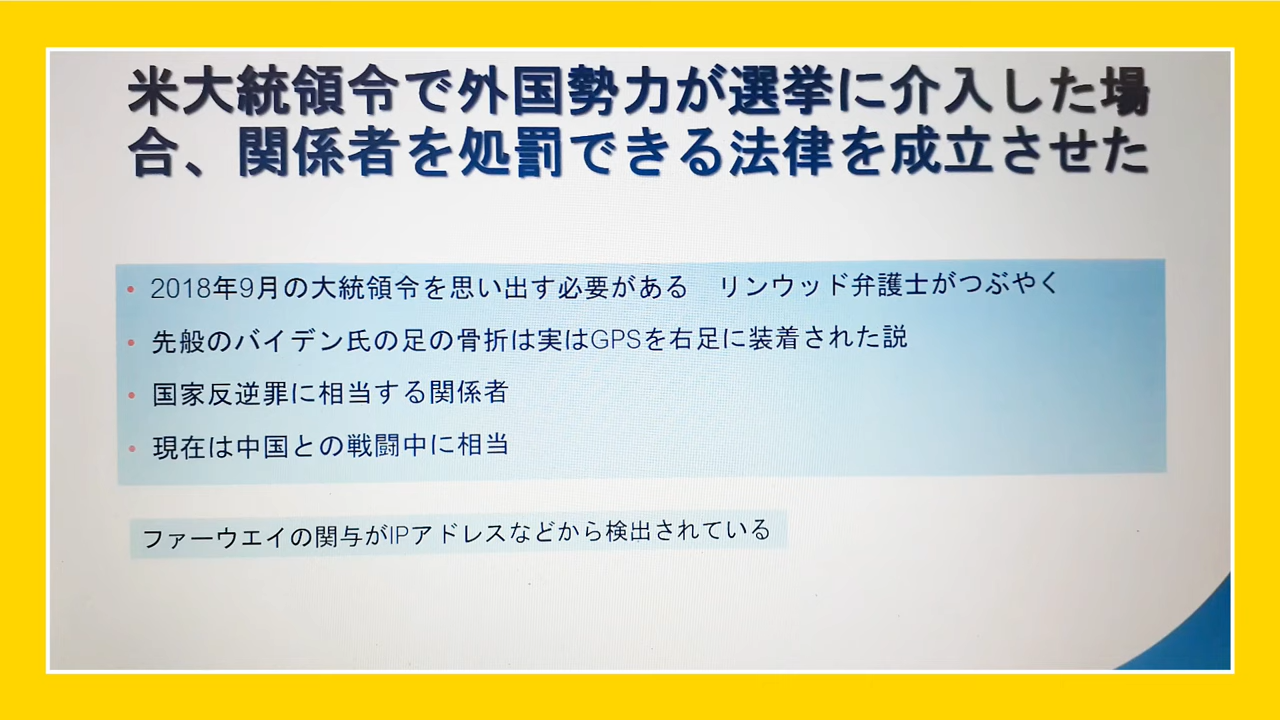 米大統領令で外国勢力が選挙に介入した場
合、関係者を処罰できる法律を成立させた
• 2018年9月の大統領令を思い出す必要がある　リンウッド弁護士がつぶやく
• 先般のバイデン氏の足の骨折は実はGPSを右足に装着された説
• 国家反逆罪に相当する関係者
• 現在は中国との戦闘中に相当
ファーウエイの関与がIPアドレスなどから検出されている